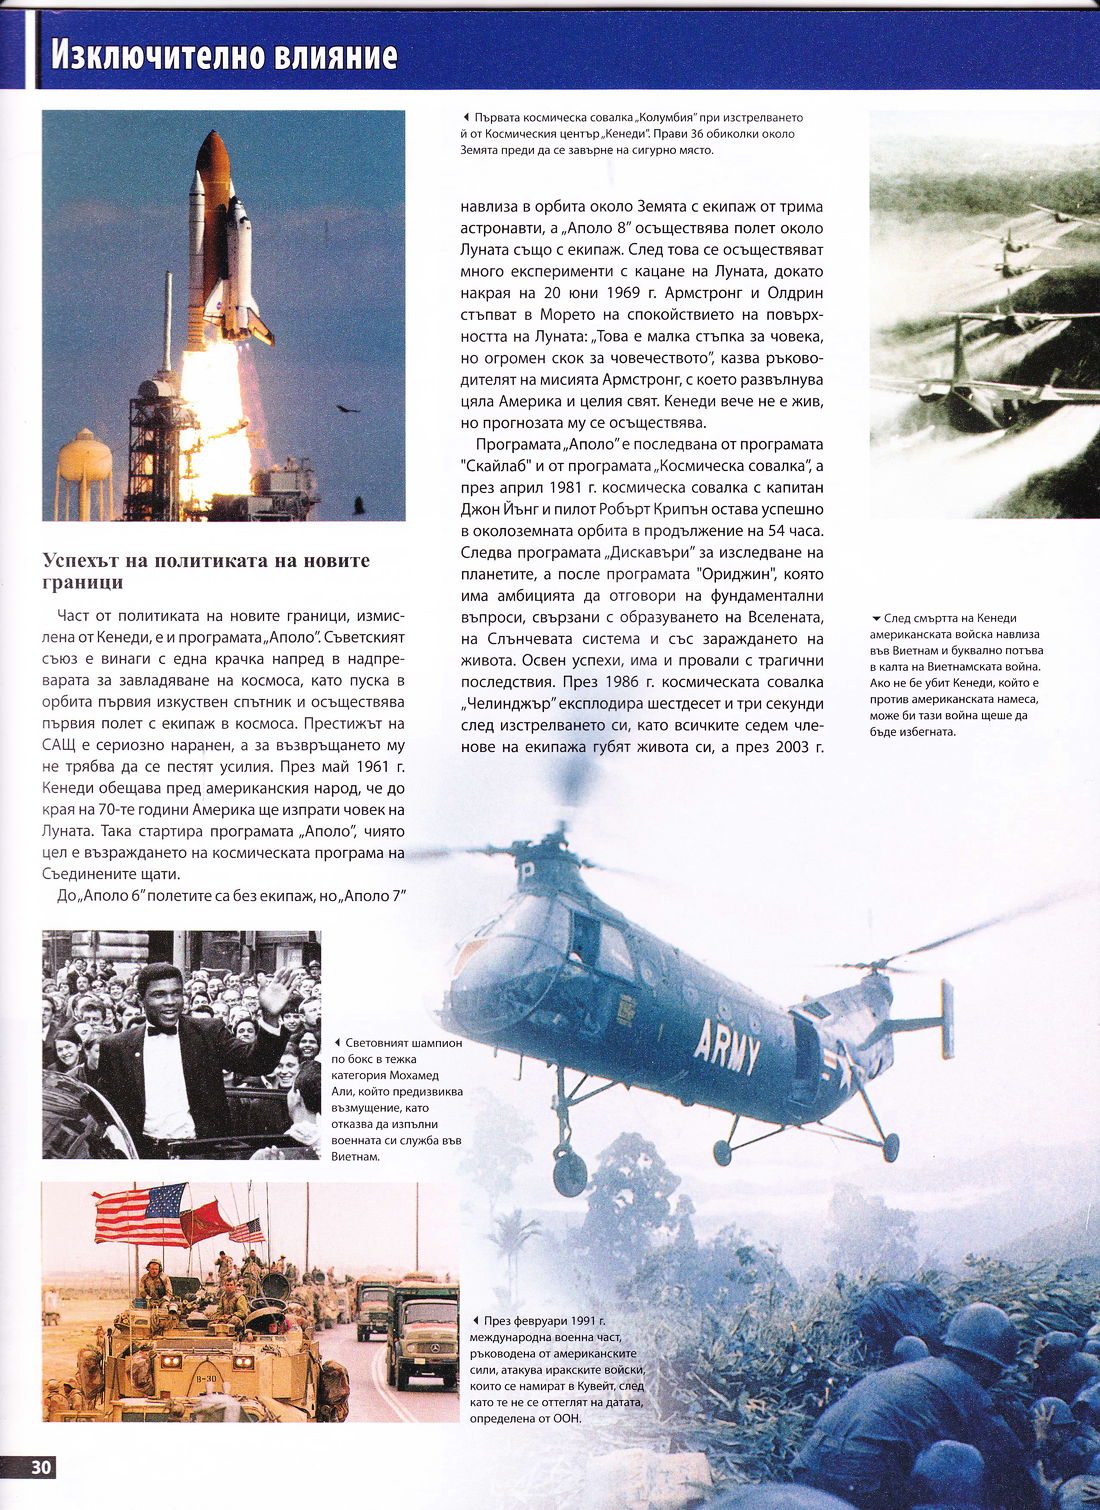 Изключително влияние
Първата космическа совалка „Колумбия” при изстрелването
ѝ от Космическия център „Кенеди”. Прави 36 обиколки около
Земята преди да се завърне на сигурно място.
Успехът на политиката на новите
граници
Част от политиката на новите граници, измис-
лена от Кенеди, е и програмата „Аполо”. Съветският
съюз е винаги с една крачка напред в надпре-
варата за завладяване на космоса, като пуска в
орбита първия изкуствен спътник и осъществява
първия полет с екипаж в космоса. Престижът на
САЩ е сериозно наранен, а за възвръщането му
не трябва да се пестят усилия. През май 1961 г.
Кенеди обещава пред американския народ, че до
края на 70-те години Америка ще изпрати човек на
Луната. Така стартира програмата „Аполо”, чиято
цел е възраждането на космическата програма на
Съединените щати.
До „Аполо 6” полетите са без екипаж, но „Аполо 7”
навлиза в орбита около Земята с екипаж от трима
астронавти, а „Аполо 8” осъществява полет около
Луната също с екипаж. След това се осъществяват
много експерименти с кацане на Луната, докато
накрая на 20 юни 1969 г. Армстронг и Олдрин
стъпват в Морето на спокойствието на повърх-
ността на Луната: „Това е малка стъпка за човека,
но огромен скок за човечеството”, казва ръково-
дителят на мисията Армстронг, с което развълнува
цяла Америка и целия свят. Кенеди вече не е жив,
но прогнозата му се осъществява.
Програмата „Аполо” е последвана от програмата
"Скайлаб" и от програмата „Космическа совалка”, а
през април 1981 г. космическа совалка с капитан
Джон Йънг и пилот Робърт Крипън остава успешно
в околоземната орбита в продължение на 54 часа.
Следва програмата „Дискавъри” за изследване на
планетите, а после програмата "Ориджин", която
има амбицията да отговори на фундаментални
въпроси, свързани с образуването на Вселената,
на Слънчевата система и със зараждането на
живота. Освен успехи, има и провали с трагични
последствия. През 1986 г. космическата совалка
„Челинджър” експлодира шестдесет и три секунди
след изстрелването си, като всичките седем чле-
нове на екипажа губят живота си, а през 2003 г.
След смъртта на Кенеди
американската войска навлиза
във Виетнам и буквално потъва
в калта на Виетнамската война.
Ако не бе убит Кенеди, който е
против американската намеса,
може би тази война щеше да
бъде избегната.
P
ARMY
Световният шампион
по бокс в тежка
категория Мохамед
Али, който предизвиква
възмущение, като
отказва да изпълни
военната си служба във
Виетнам.
B-30
През февруари 1991 г.
международна военна част,
ръководена от американските
сили, атакува иракските войски,
които се намират в Кувейт, след
като те не се оттеглят на датата,
определена от ООН.
30